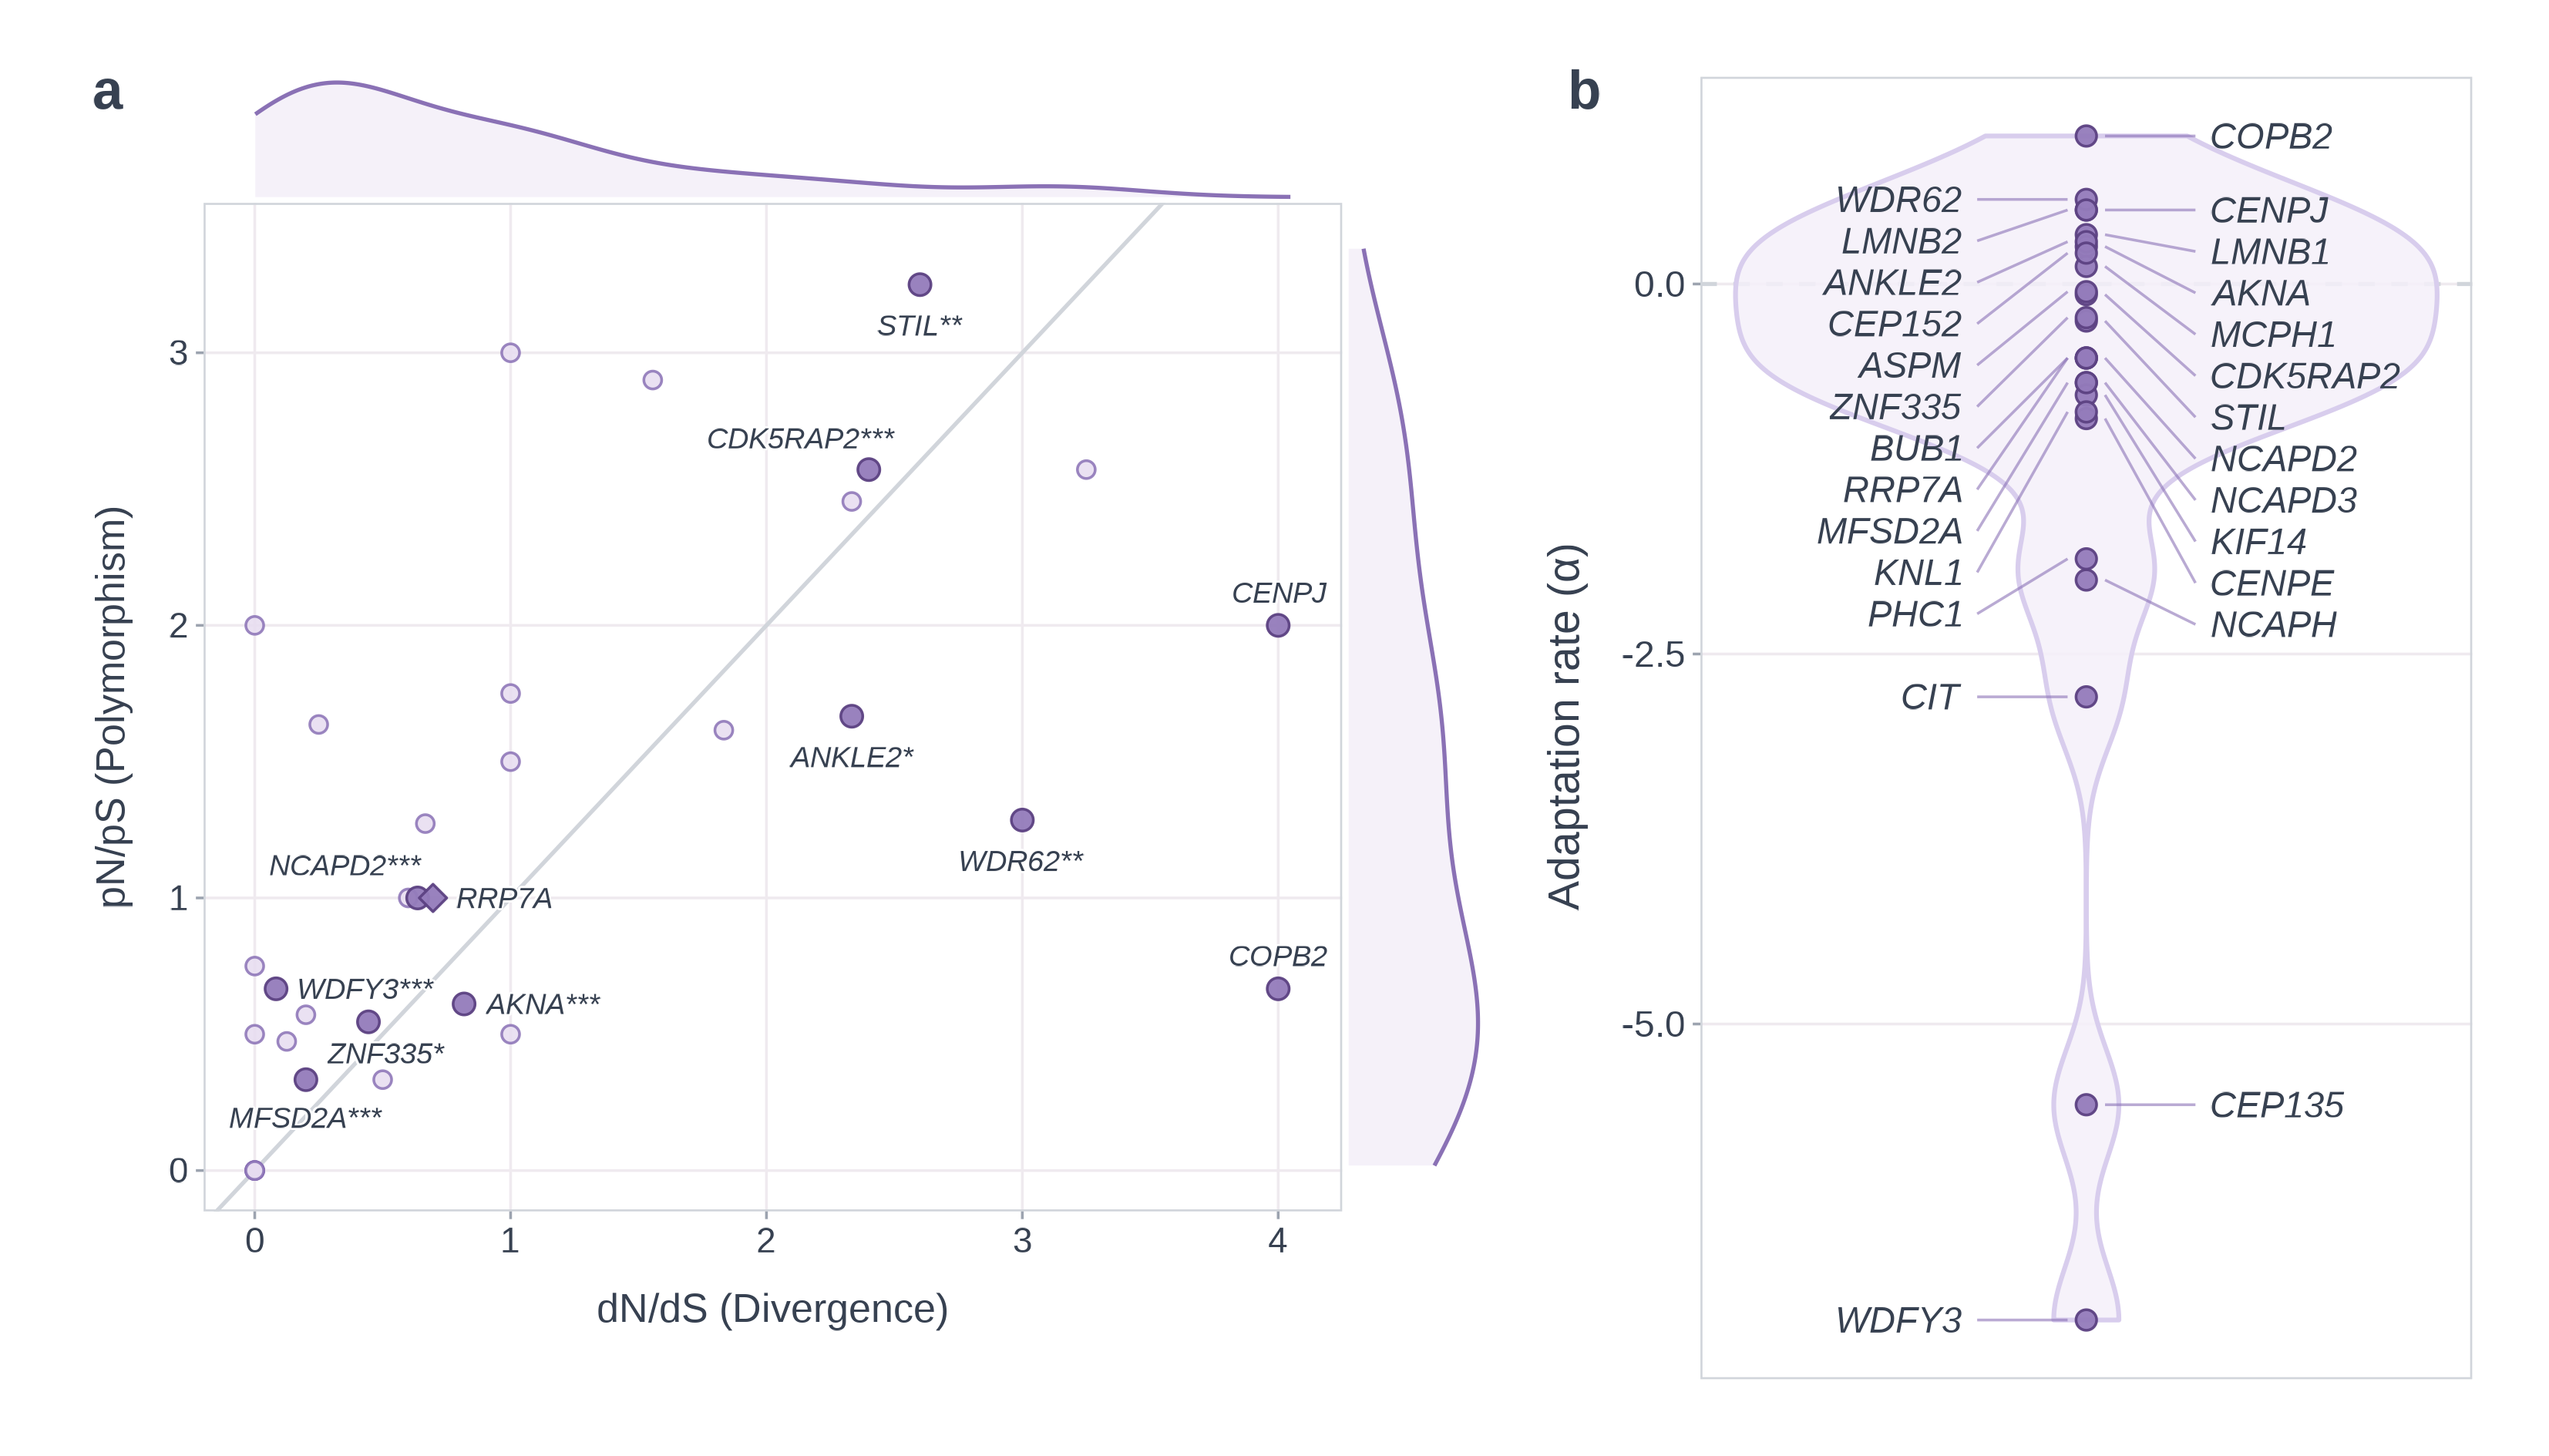 a
STIL**
CDK5RAP2***
CENPJ
ANKLE2*
WDR62**
NCAPD2***
RRP7A
COPB2
WDFY3***
AKNA***
ZNF335*
MFSD2A***
3
2
1
0
0
1
2
3
4
pN/pS (Polymorphism)
dN/dS (Divergence)
b
COPB2
WDR62
CENPJ
LMNB2
LMNB1
ANKLE2
AKNA
CEP152
MCPH1
ASPM
CDK5RAP2
ZNF335
STIL
BUB1
NCAPD2
RRP7A
NCAPD3
MFSD2A
KIF14
KNL1
CENPE
PHC1
NCAPH
CIT
CEP135
WDFY3
0.0
-2.5
-5.0
Adaptation rate (α)